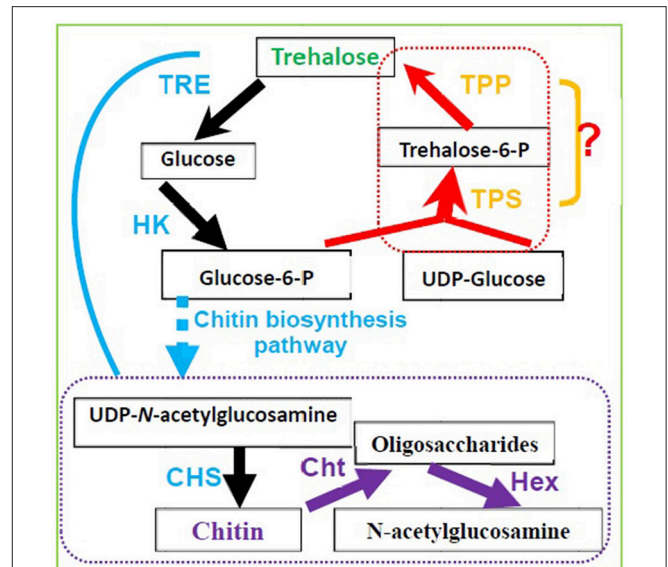 Trehalose
TRE
TPP
Glucose
Trehalose-6-P
?
HK
TPS
Glucose-6-P
UDP-Glucose
Chitin biosynthesis
pathway
UDP-N-acetylglucosamine
Oligosaccharides
CHS
Cht
Hex
Chitin
N-acetylglucosamine